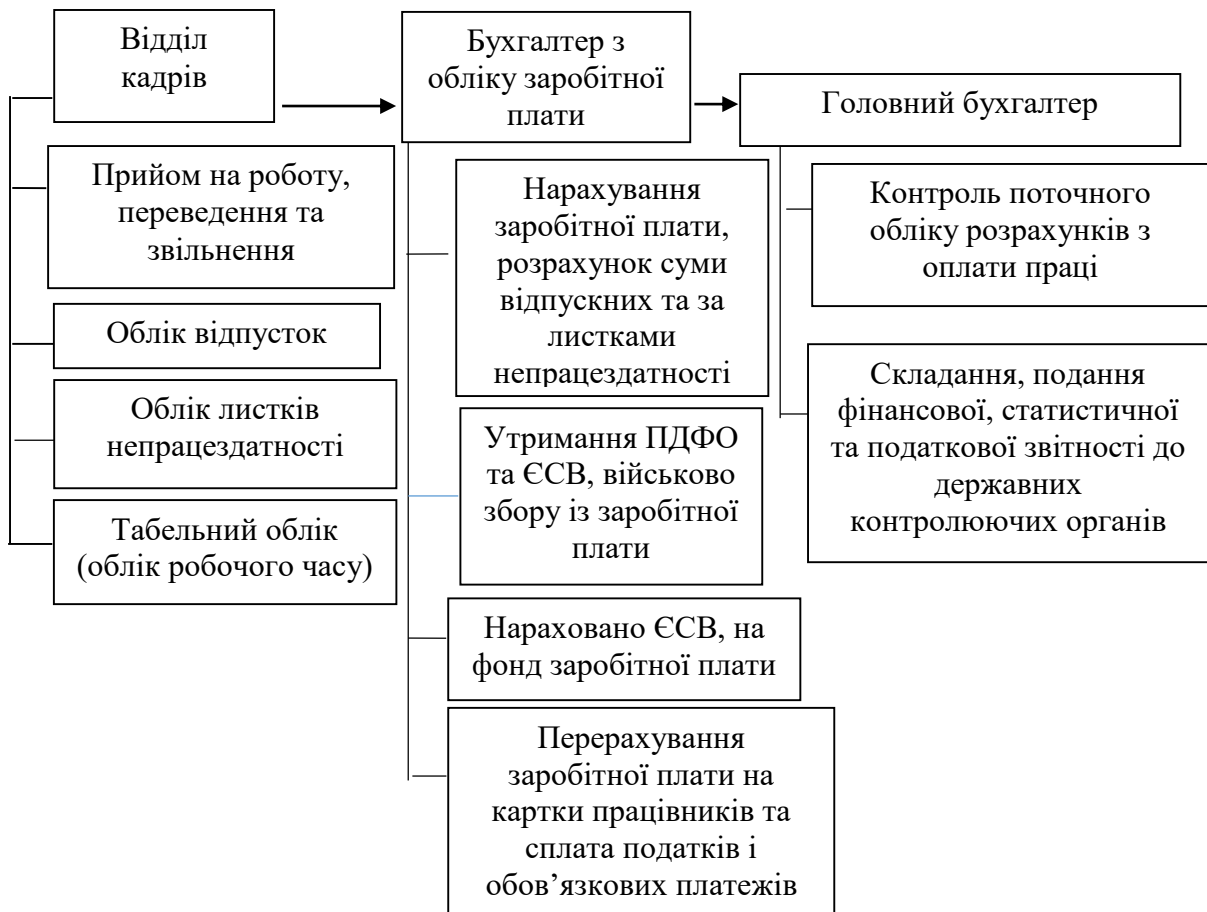 Відділ
кадрів
Прийом на роботу,
переведення та
звільнення
Облік відпусток
Облік листків
непрацездатності
Табельний облік
(облік робочого часу)
Бухгалтер з
обліку заробітної
плати
Нарахування
заробітної плати,
розрахунок суми
відпускних та за
листками
непрацездатності
Утримання ПДФО
та ЄСВ, військово
збору із заробітної
плати
Нараховано ЄСВ, на
фонд заробітної плати
Перерахування
заробітної плати на
картки працівників та
сплата податків і
обов’язкових платежів
Головний бухгалтер
Контроль поточного
обліку розрахунків з
оплати праці
Складання, подання
фінансової, статистичної
та податкової звітності до
державних
контролюючих органів